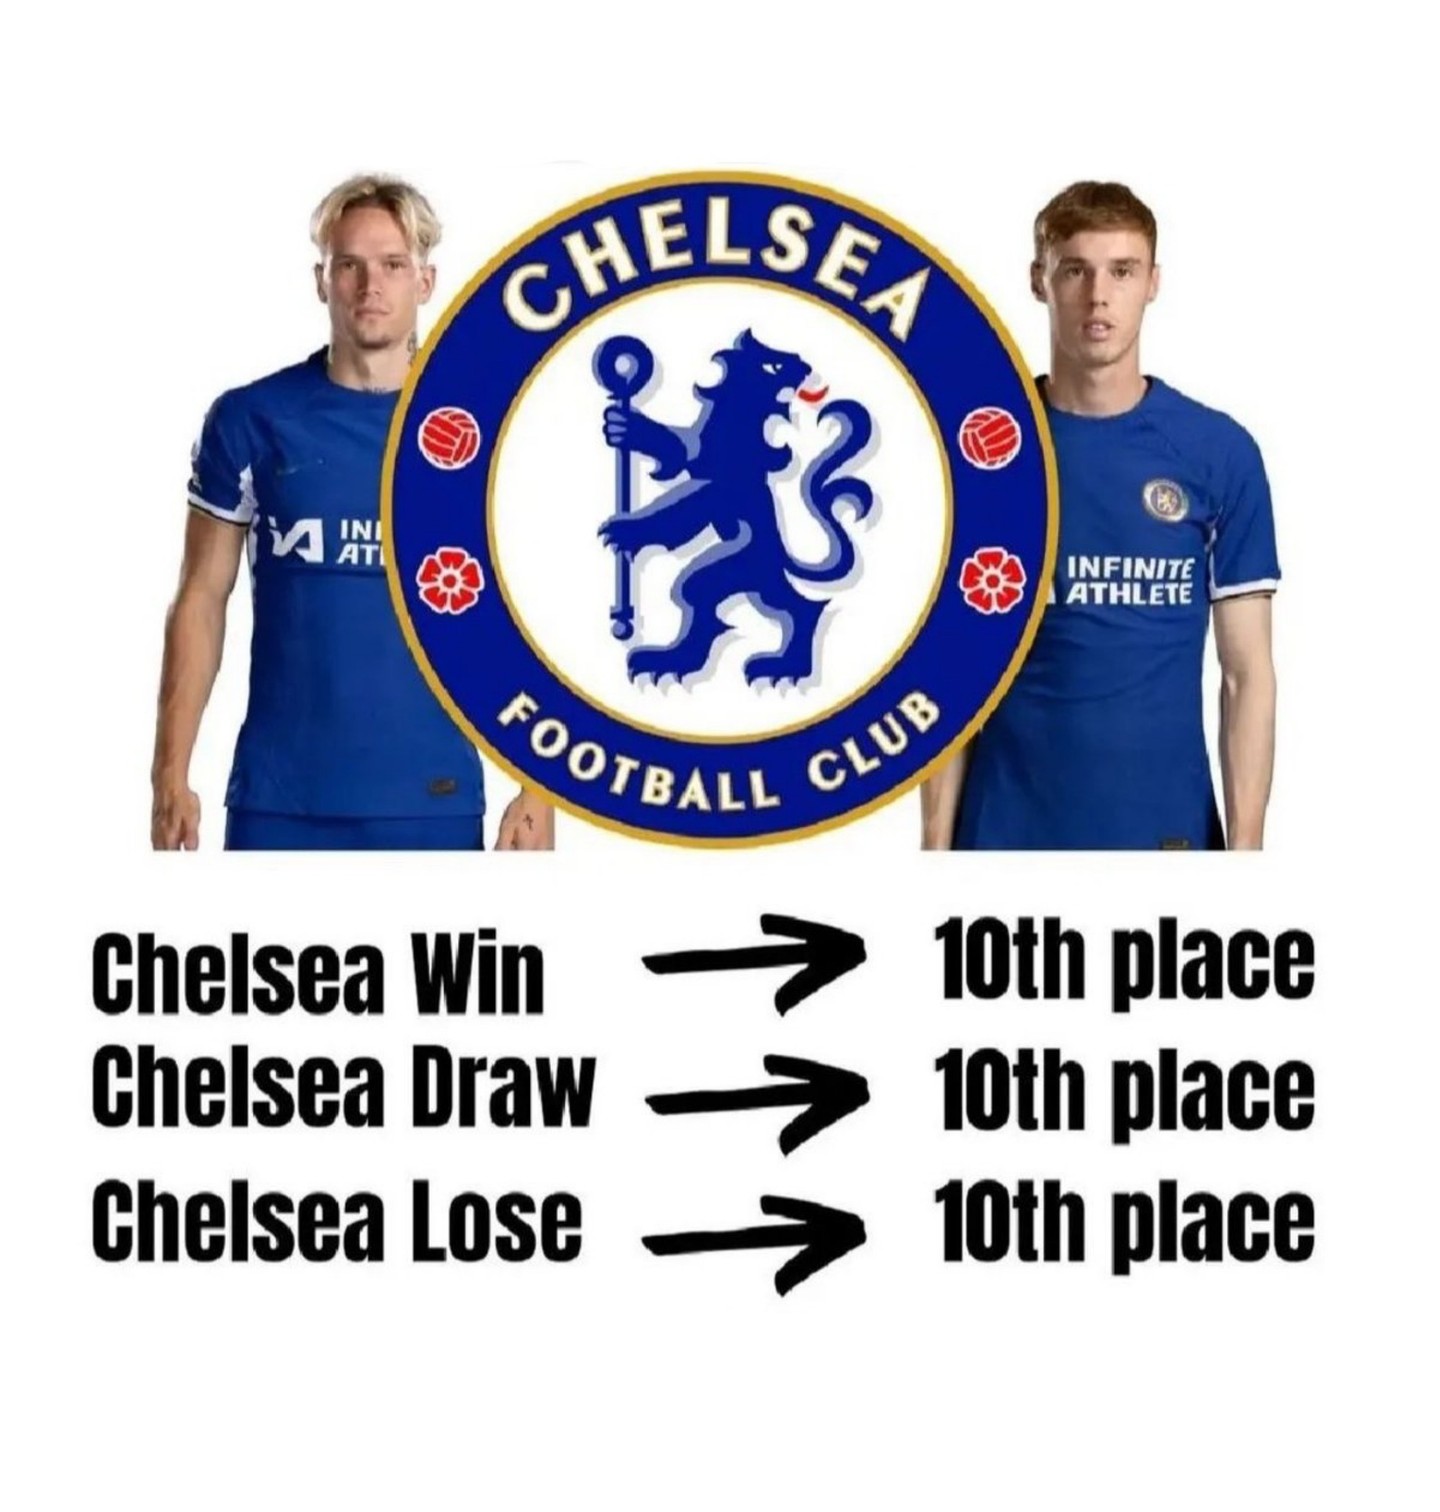 CHELSEA
FOOTBALL CLUB
INI
ATI
INFINITE
ATHLETE
Chelsea Win 10th place
Chelsea Draw 10th place
Chelsea Lose 10th place